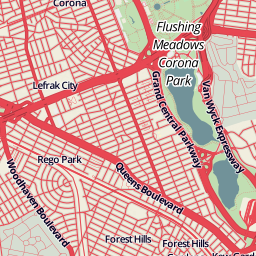 Corona
Flushing
Meadows
Corona
Park
Lefrak City
Grand Central Parkway
Van Wyck Expressway
Rego Park
Woodhaven Boulevard
Queens Boulevard
Forest Hills
Forest Hills